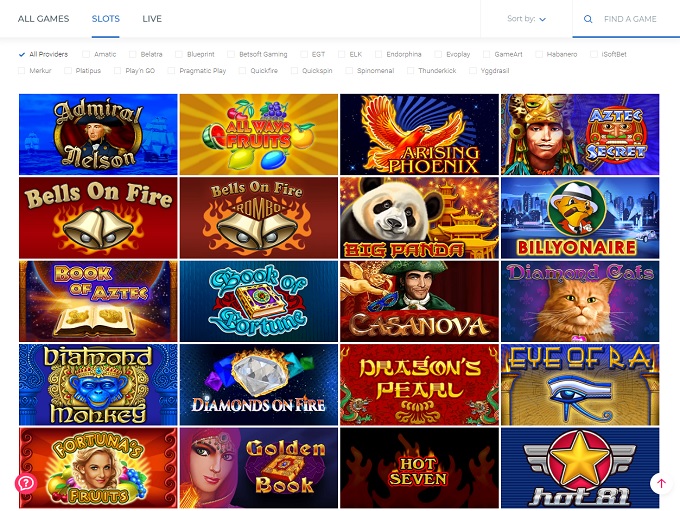 ALL GAMES SLOTS LIVE Sort by: FIND A GAME
All Providers Amatic Belatra Blueprint Betsoft Gaming EGT ELK Endorphina Evoplay GameArt Habanero iSoftBet
Merkur Platipus Play'n GO Pragmatic Play Quickfire Quickspin Spinomenal Thunderkick Yggdrasil
Admiral
Nelson
ALL WAYS
FRUITS
ARISING
PHOENIX
AZTEC
SECRET
Bells On Fire
Bells On Fire
ROMBO
BIG PANDA
BILLYONAIRE
BOOK
OF AZTEC
Book of
Fortune
CASANOVA
Diamond Cats
Diamond
Monkey
DIAMONDS ON FIRE
DRAGON'S
PEARL
EYE OF RA
FORTUNA'S
FRUITS
Golden
Book
HOT
SEVEN
hot 81